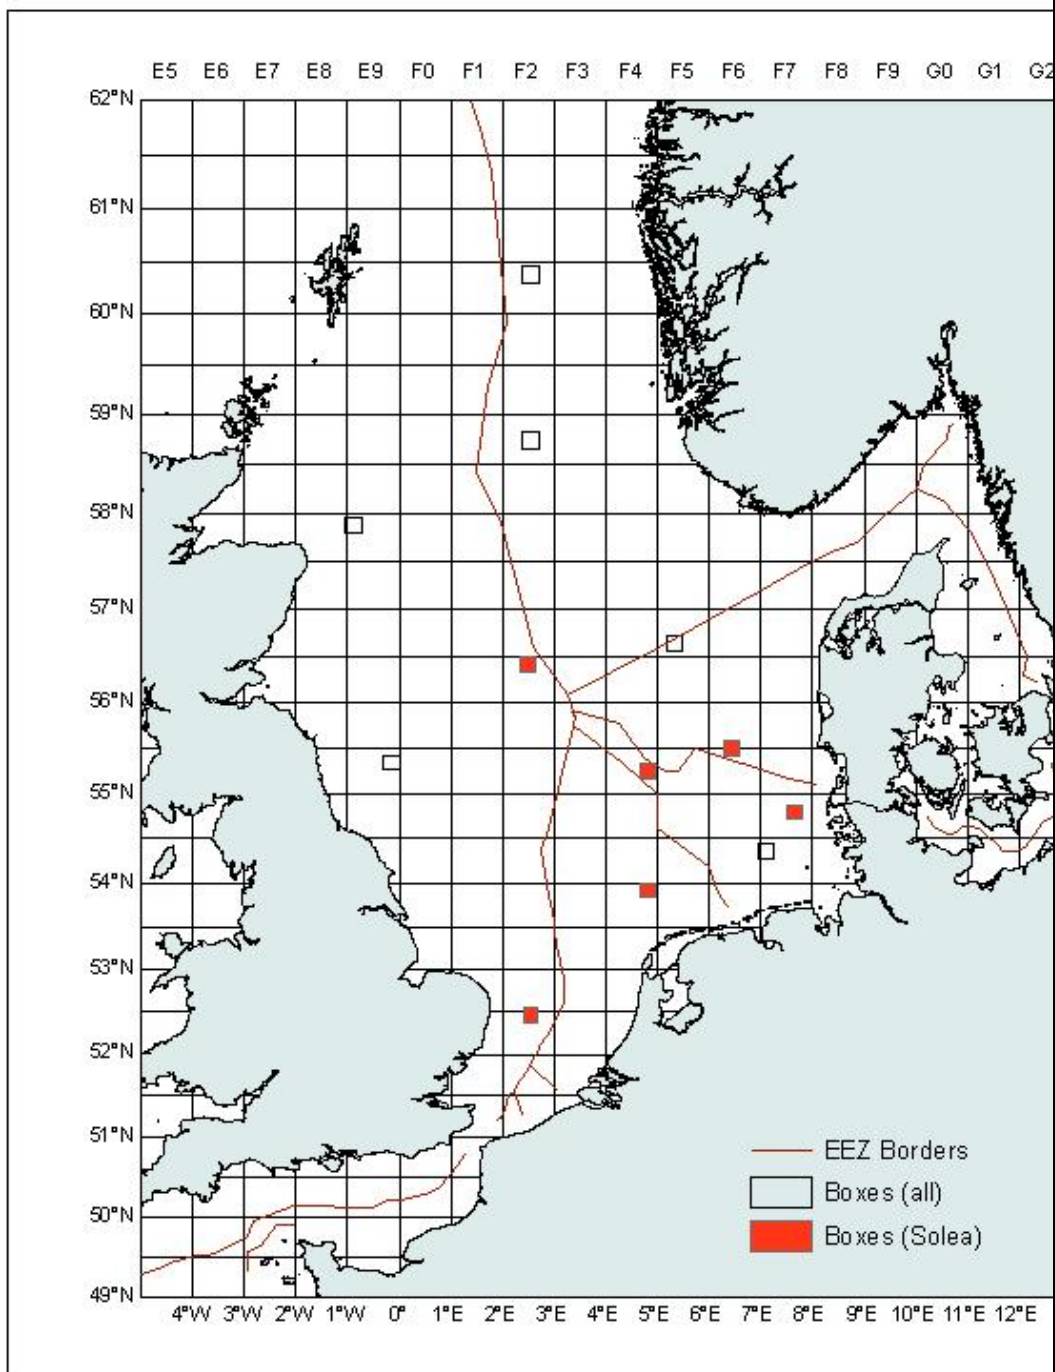 E5 E6 E7 E8 E9 F0 F1 F2 F3 F4 F5 F6 F7 F8 F9 G0 G1 G2
62°N
61°N
60°N
59°N
58°N
57°N
56°N
55°N
54°N
53°N
52°N
51°N
50°N
49°N
EEZ Borders
Boxes (all)
Boxes (Solea)
4°W 3°W 2°W 1°W 0° 1°E 2°E 3°E 4°E 5°E 6°E 7°E 8°E 9°E 10°E 11°E 12°E